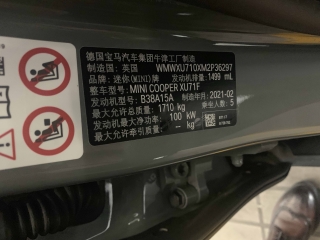 德国宝马汽车集团牛津工厂制造
制造国：英国 WMWXU710XM2P36297
品牌：迷你(MINI)牌 发动机排量：1499 mL
整车型号：MINI COOPER XU71F
发动机型号：B38A15A 制造年月：2021-02
最大允许总质量：1710 kg 乘坐人数：5
发动机最大净功率：100 kW
最大允许牵引质量：-- kg